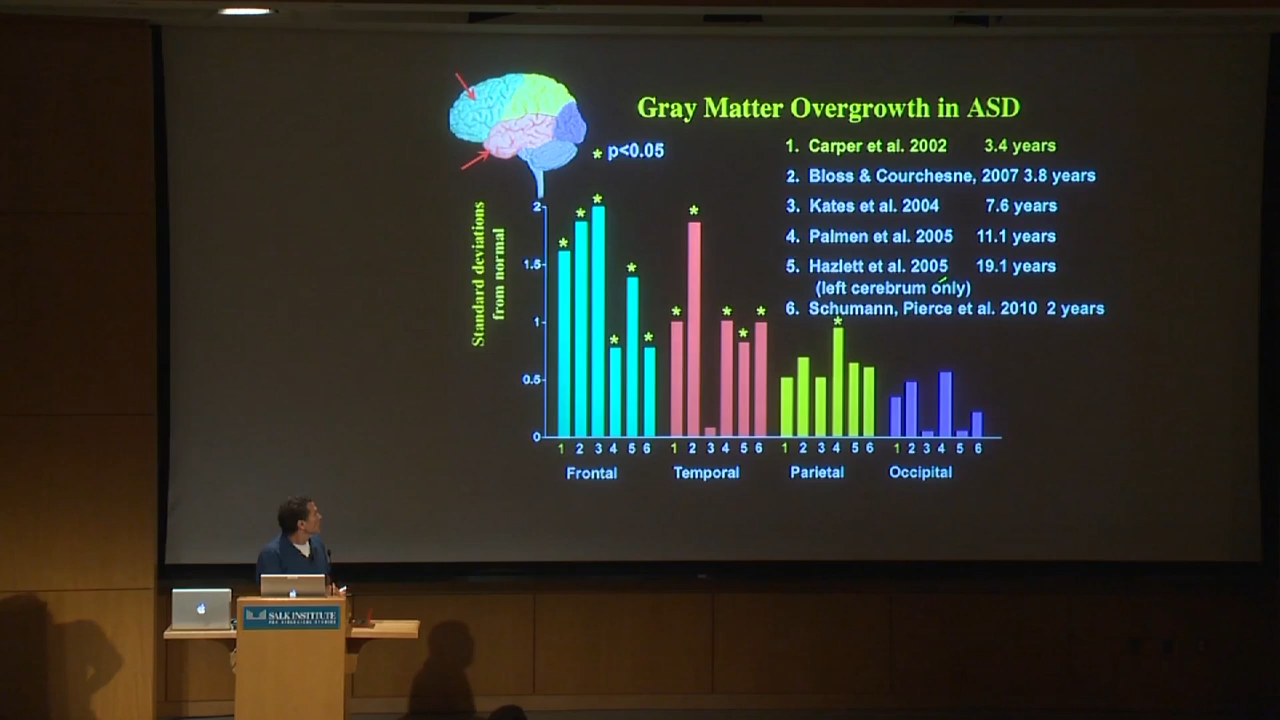 Gray Matter Overgrowth in ASD
* p<0.05
1. Carper et al. 2002 3.4 years
2. Bloss & Courchesne, 2007 3.8 years
3. Kates et al. 2004 7.6 years
4. Palmen et al. 2005 11.1 years
5. Hazlett et al. 2005 19.1 years
(left cerebrum only)
6. Schumann, Pierce et al. 2010 2 years
Standard deviations
from normal
2
1.5
1
0.5
0
* * * * * *
* * * * *
*
1 2 3 4 5 6 1 2 3 4 5 6 1 2 3 4 5 6 1 2 3 4 5 6
Frontal Temporal Parietal Occipital
SALK INSTITUTE
FOR BIOLOGICAL STUDIES